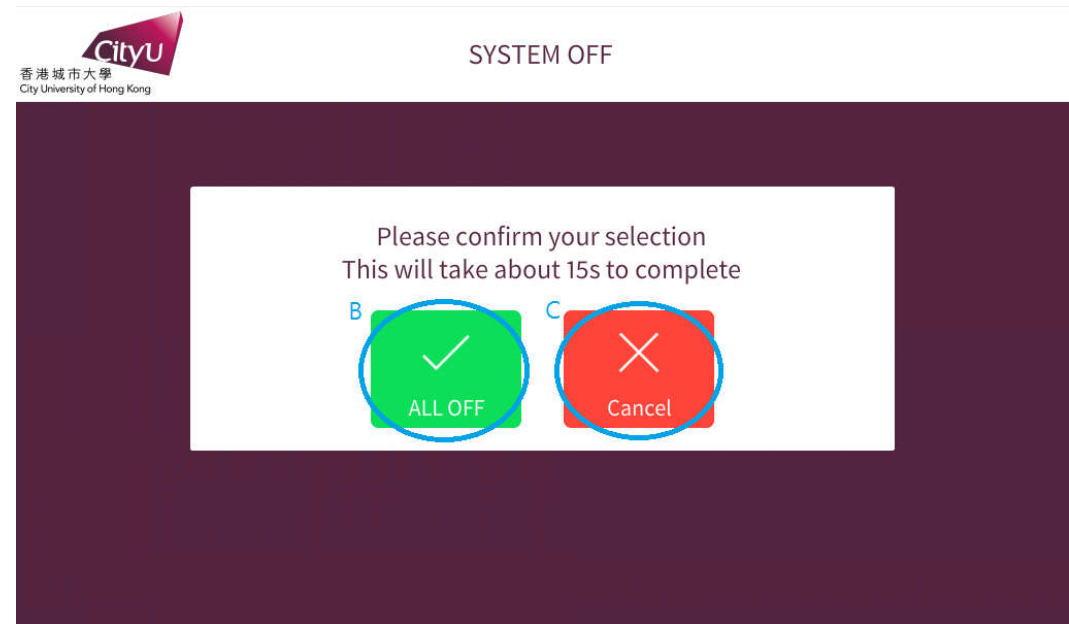 CityU
香港城市大學
City University of Hong Kong
SYSTEM OFF
Please confirm your selection
This will take about 15s to complete
B
C
ALL OFF
Cancel